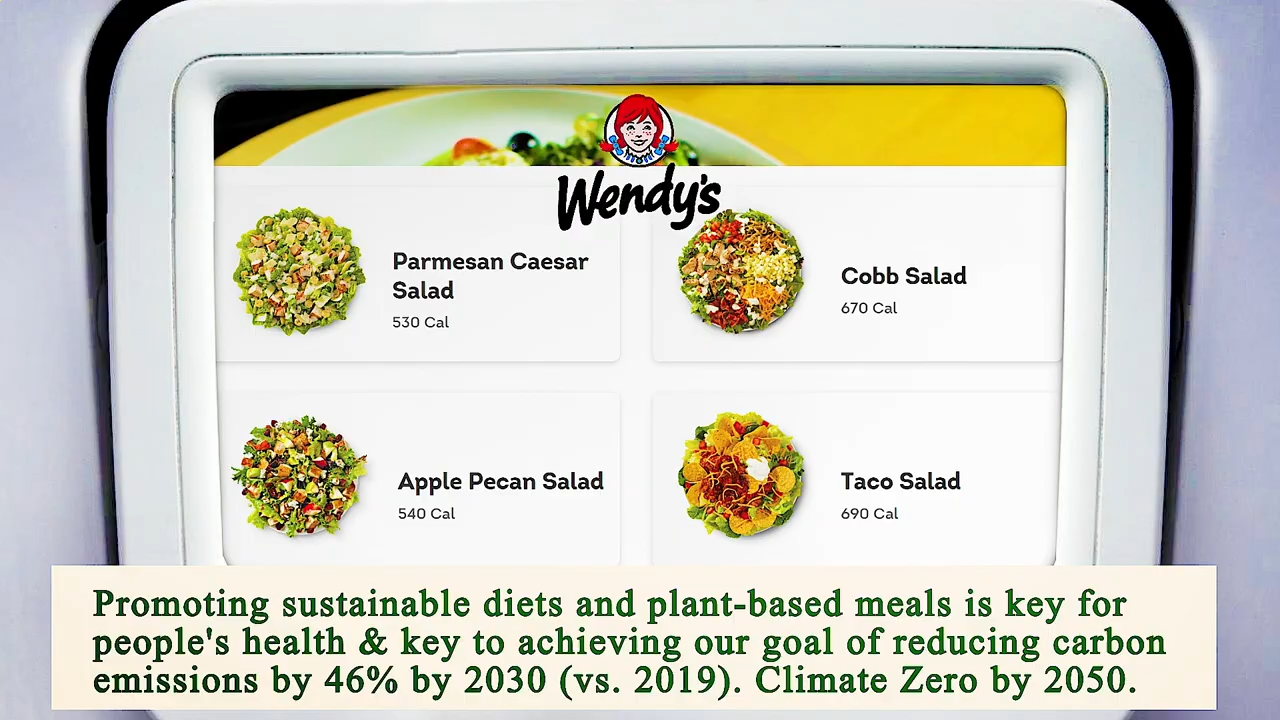 Wendy's
Parmesan Caesar
Salad
530 Cal
Cobb Salad
670 Cal
Apple Pecan Salad
540 Cal
Taco Salad
690 Cal
Promoting sustainable diets and plant-based meals is key for
people's health & key to achieving our goal of reducing carbon
emissions by 46% by 2030 (vs. 2019). Climate Zero by 2050.